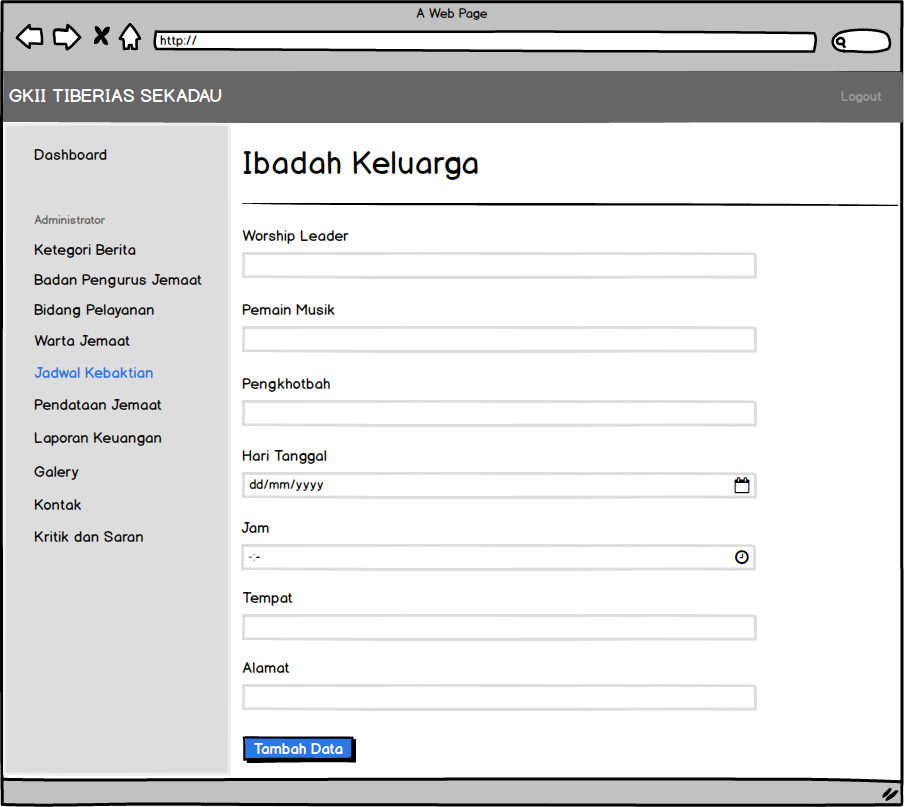 A Web Page
http://
GKII TIBERIAS SEKADAU
Logout
Dashboard
Administrator
Ketegori Berita
Badan Pengurus Jemaat
Bidang Pelayanan
Warta Jemaat
Jadwal Kebaktian
Pendataan Jemaat
Laporan Keuangan
Galery
Kontak
Kritik dan Saran
Ibadah Keluarga
Worship Leader
Pemain Musik
Pengkhotbah
Hari Tanggal
dd/mm/yyyy
Jam
-:-
Tempat
Alamat
Tambah Data